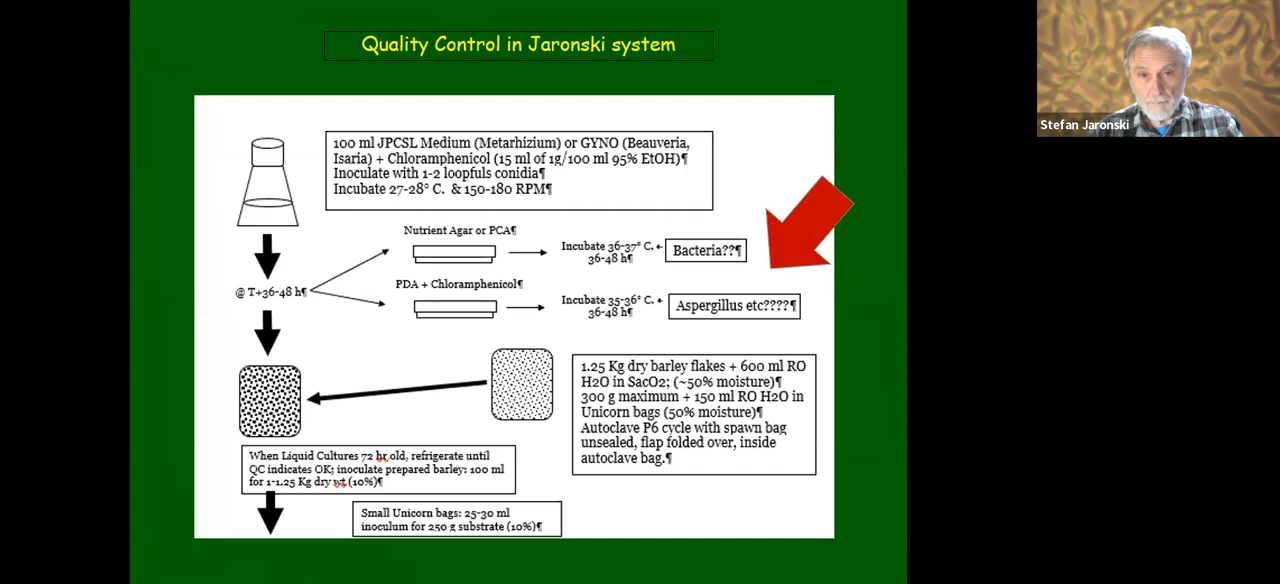 Quality Control in Jaronski system
Stefan Jaronski
100 ml JPCSL Medium (Metarhizium) or GYNO (Beauveria,
Isaria) + Chloramphenicol (15 ml of 1g/100 ml 95% EtOH)¶
Inoculate with 1-2 loopfuls conidia¶
Incubate 27-28° C. & 150-180 RPM¶
Nutrient Agar or PCA¶
Incubate 36-37° C.
36-48 h¶
Bacteria??¶
@ T+36-48 h¶
PDA + Chloramphenicol¶
Incubate 35-36° C.
36-48 h¶
Aspergillus etc????¶
1.25 Kg dry barley flakes + 600 ml RO
H2O in SacO2; (~50% moisture)¶
300 g maximum + 150 ml RO H2O in
Unicorn bags (50% moisture)¶
Autoclave P6 cycle with spawn bag
unsealed, flap folded over, inside
autoclave bag.¶
When Liquid Cultures 72 hr old, refrigerate until
QC indicates OK; inoculate prepared barley: 100 ml
for 1-1.25 Kg dry wt (10%)¶
Small Unicorn bags: 25-30 ml
inoculum for 250 g substrate (10%)¶